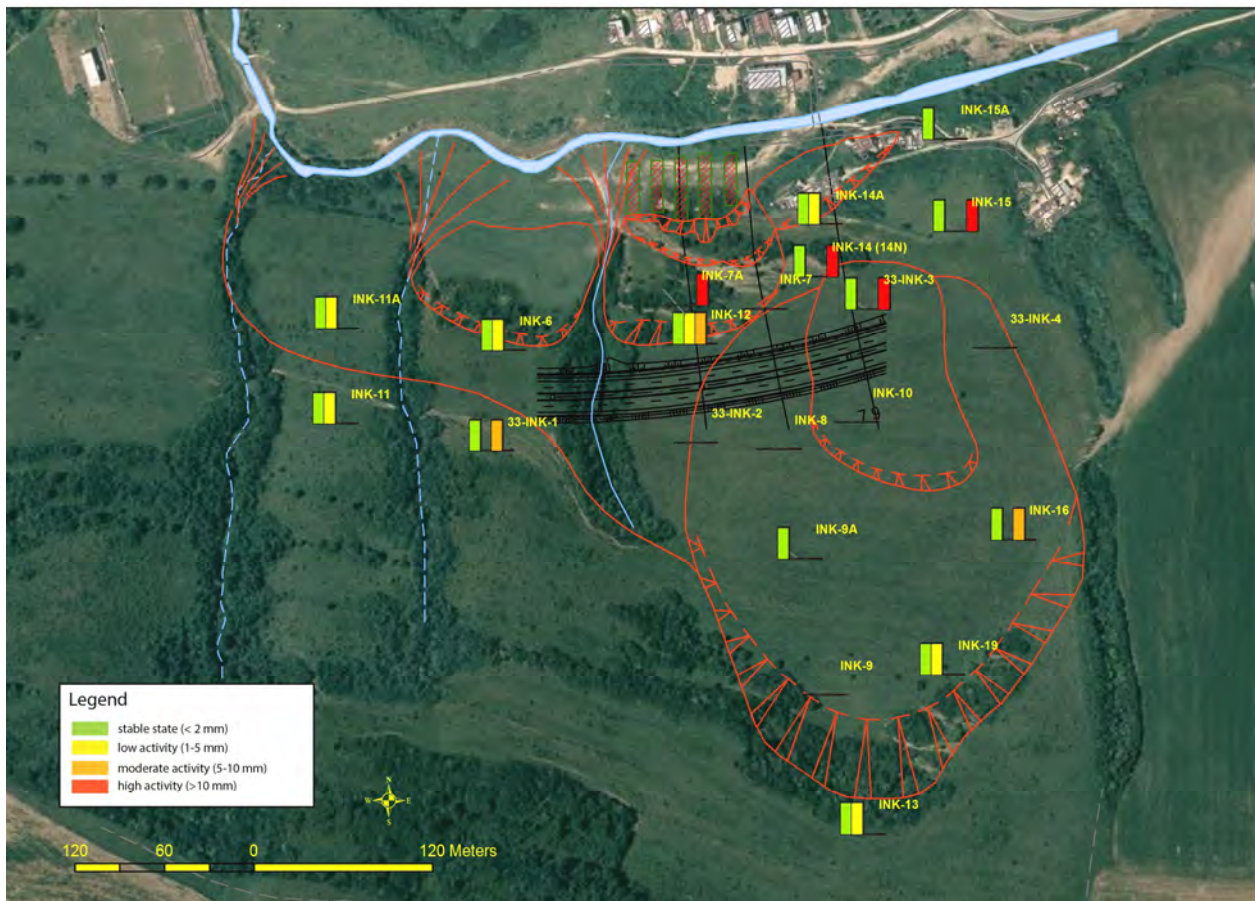 INK-15A
INK-14A
INK-15
INK-14 (14N)
INK-7A
INK-7
33-INK-3
INK-11A
INK-6
INK-12
33-INK-4
INK-11
33-INK-1
33-INK-2
INK-8
INK-10
79
INK-16
INK-9A
INK-19
INK-9
INK-13
Legend
stable state (< 2 mm)
low activity (1-5 mm)
moderate activity (5-10 mm)
high activity (>10 mm)
N
W E
S
120 60 0 120 Meters